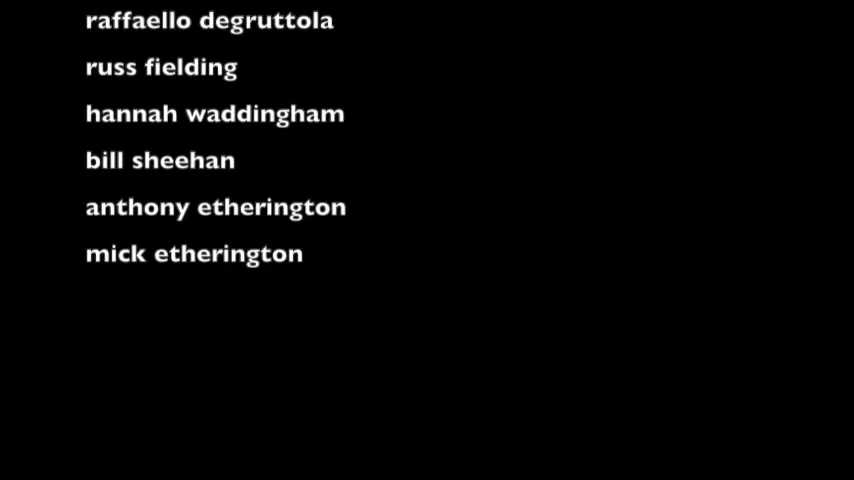 raffaello degruttola
russ fielding
hannah waddingham
bill sheehan
anthony etherington
mick etherington